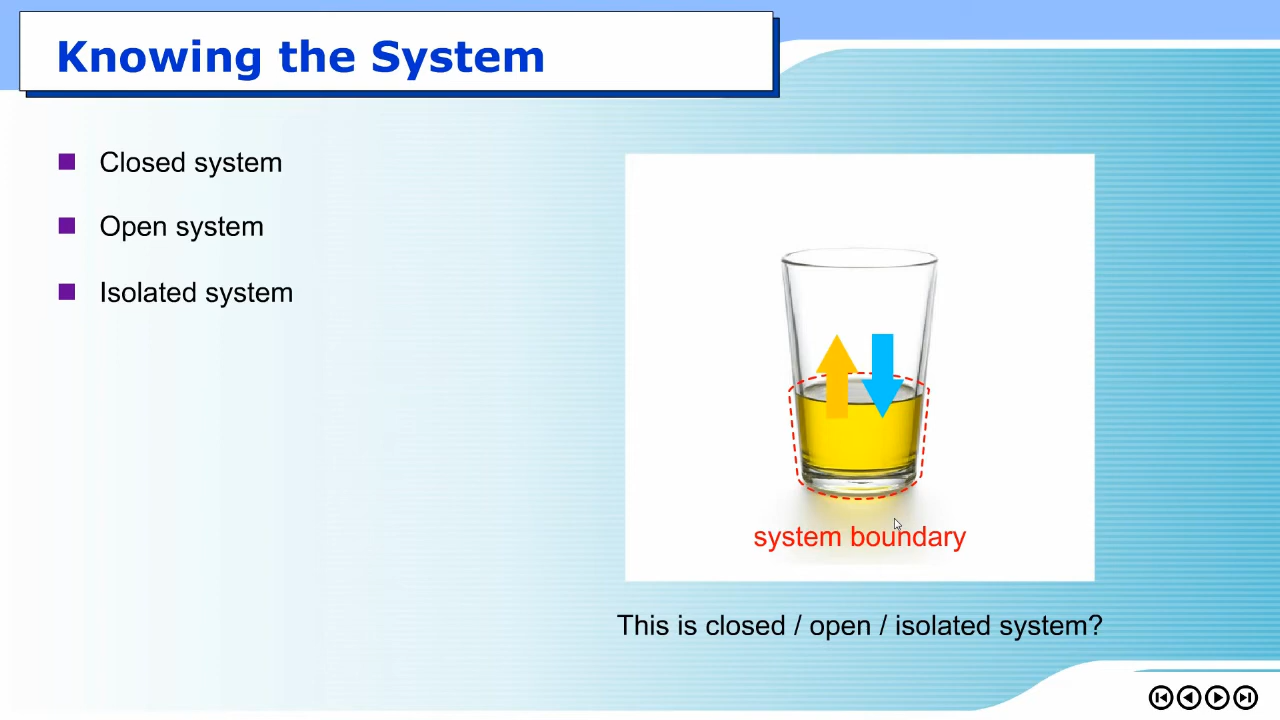 Knowing the System
Closed system
Open system
Isolated system
system boundary
This is closed / open / isolated system?